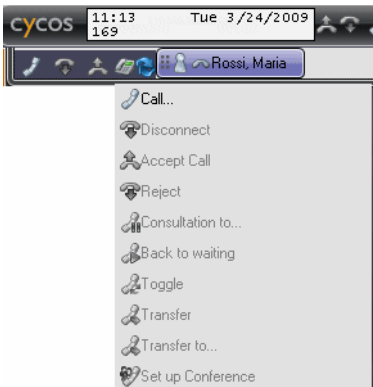 cycos
11:13 Tue 3/24/2009
169
Rossi, Maria
Call...
Disconnect
Accept Call
Reject
Consultation to...
Back to waiting
Toggle
Transfer
Transfer to...
Set up Conference